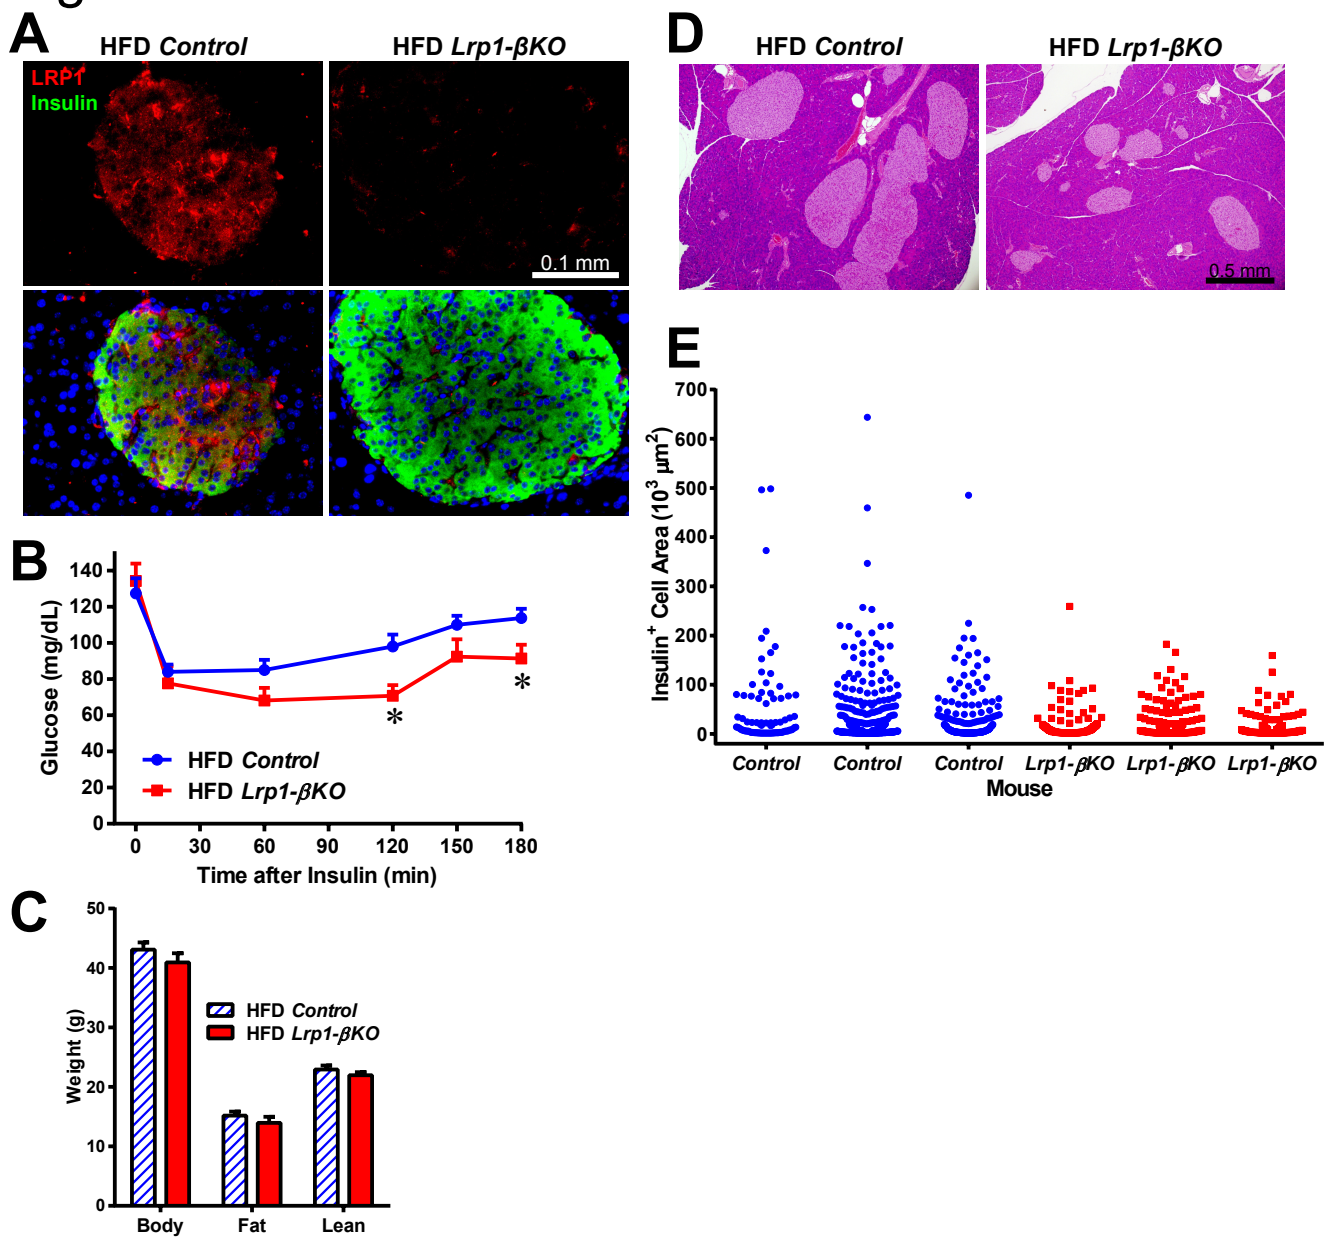 A
HFD Control
HFD Lrp1-βKO
LRP1
Insulin
0.1 mm
B
Glucose (mg/dL)
140
120
100
80
60
40
20
0
*
*
HFD Control
HFD Lrp1-βKO
0 30 60 90 120 150 180
Time after Insulin (min)
C
Weight (g)
50
40
30
20
10
0
HFD Control
HFD Lrp1-βKO
Body Fat Lean
D
HFD Control
HFD Lrp1-βKO
0.5 mm
E
Insulin+ Cell Area (10³ µm²)
700
600
500
400
300
200
100
0
Control Control Control Lrp1-βKO Lrp1-βKO Lrp1-βKO
Mouse